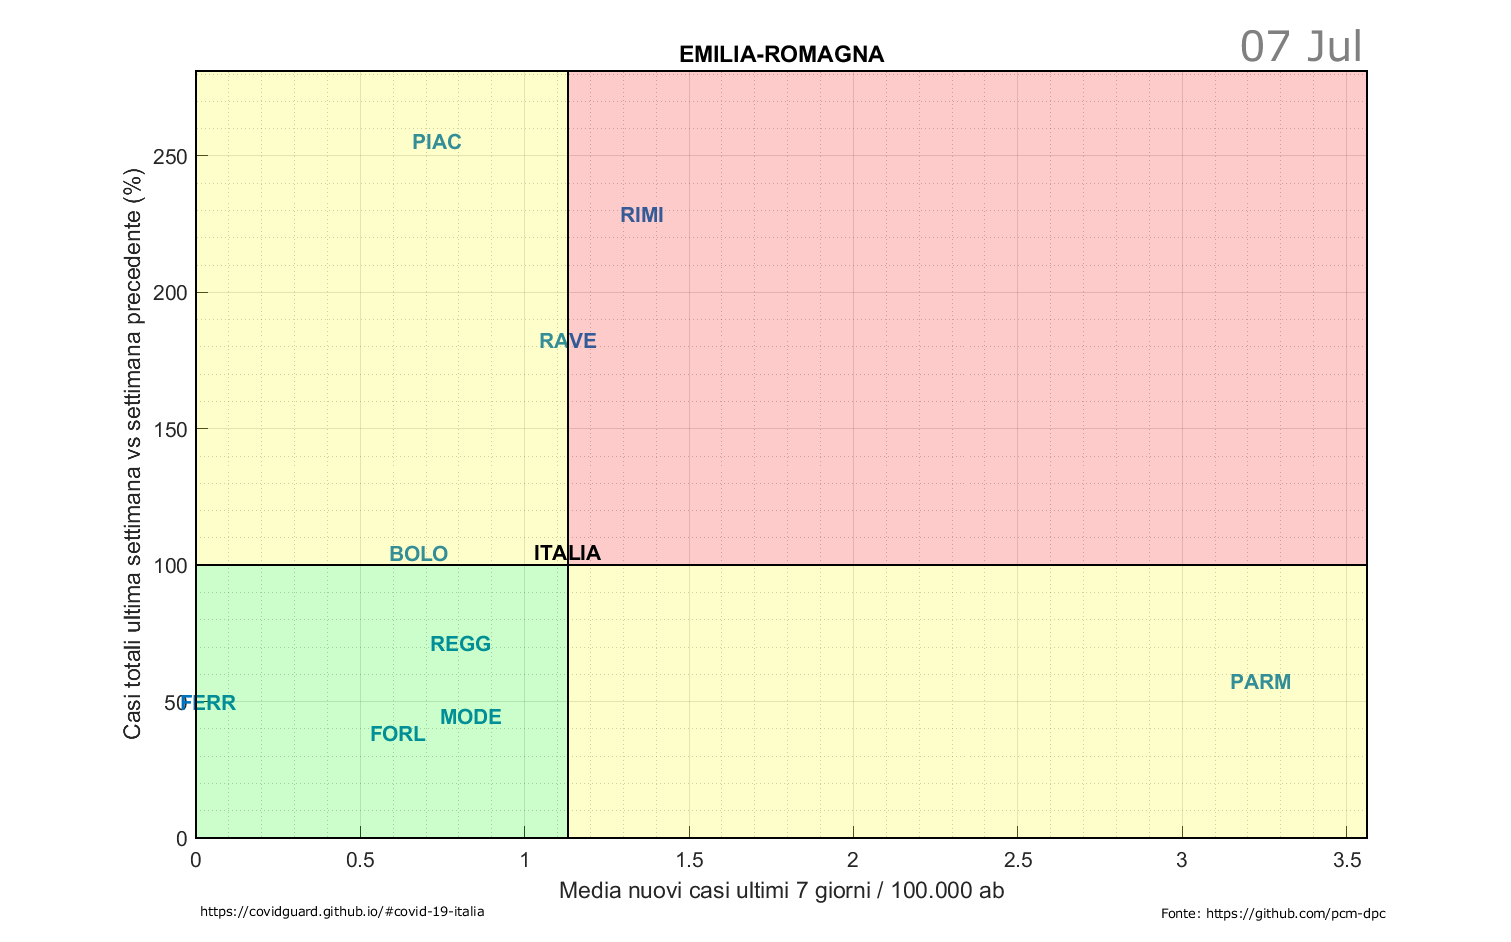 EMILIA-ROMAGNA
07 Jul
Casi totali ultima settimana vs settimana precedente (%)
250
200
150
100
50
0
PIAC
RIMI
RAVE
BOLO
ITALIA
REGG
PARM
FERR
MODE
FORL
0 0.5 1 1.5 2 2.5 3 3.5
Media nuovi casi ultimi 7 giorni / 100.000 ab
https://covidguard.github.io/#covid-19-italia
Fonte: https://github.com/pcm-dpc